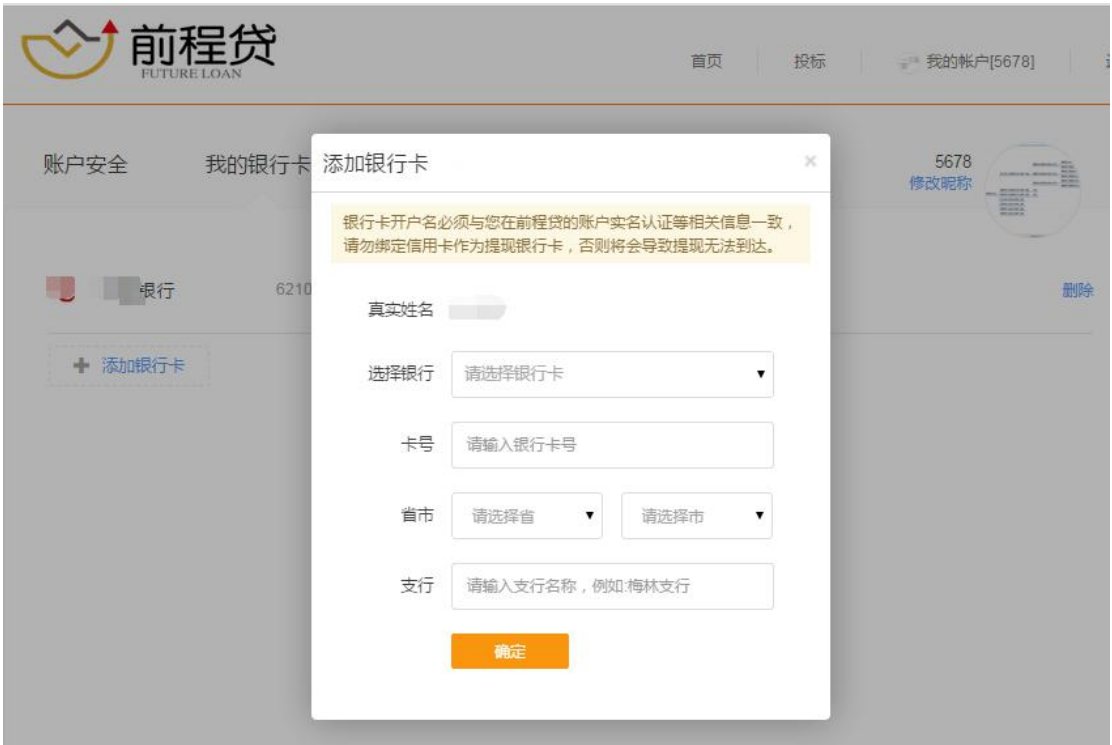 前程贷
FUTURE LOAN
首页
投标
我的帐户[5678]
账户安全
我的银行卡
5678
修改昵称
添加银行卡
×
银行卡开户名必须与您在前程贷的账户实名认证等相关信息一致，
请勿绑定信用卡作为提现银行卡，否则将会导致提现无法到达。
银行
6210
删除
真实姓名
添加银行卡
选择银行
请选择银行卡
卡号
请输入银行卡号
省市
请选择省
请选择市
支行
请输入支行名称，例如:梅林支行
确定